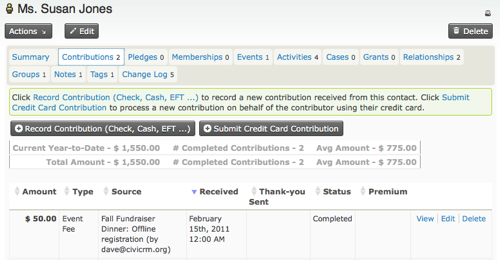 Ms. Susan Jones
Actions Edit Delete
Summary Contributions 2 Pledges 0 Memberships 0 Events 1 Activities 4 Cases 0 Grants 0 Relationships 2
Groups 1 Notes 1 Tags 1 Change Log 5
Click Record Contribution (Check, Cash, EFT ...) to record a new contribution received from this contact. Click Submit
Credit Card Contribution to process a new contribution on behalf of the contributor using their credit card.
Record Contribution (Check, Cash, EFT ...) Submit Credit Card Contribution
Current Year-to-Date - $ 1,550.00 # Completed Contributions - 2 Avg Amount - $ 775.00
Total Amount - $ 1,550.00 # Completed Contributions - 2 Avg Amount - $ 775.00
Amount Type Source Received Thank-you Status Premium
Sent
$ 50.00 Event Fall Fundraiser February Completed View Edit Delete
Fee Dinner: Offline 15th, 2011
registration (by 12:00 AM
dave@civicrm.org)